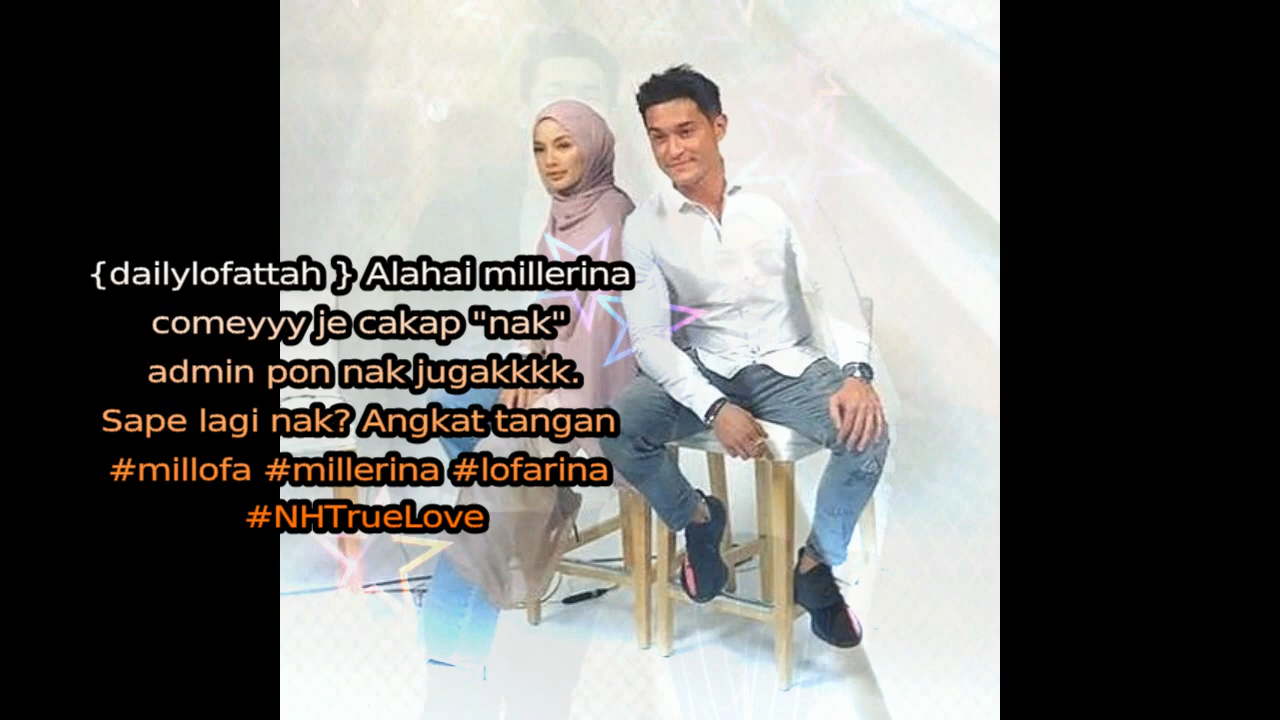 {dailylofattah } Alahai millerina
comeyyy je cakap "nak"
admin pon nak jugakkkk.
Sape lagi nak? Angkat tangan
#millofa #millerina #lofarina
#NHTrueLove